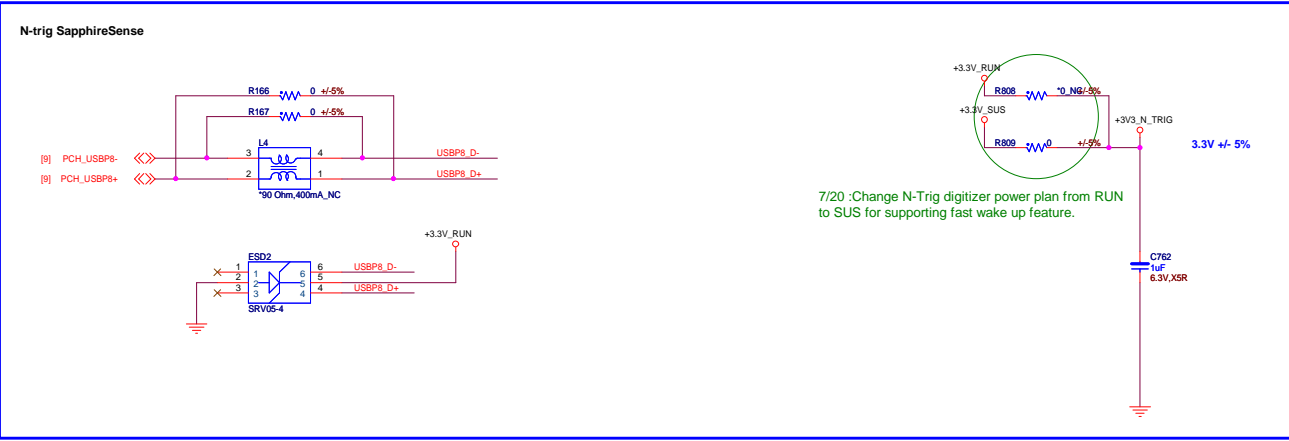 N-trig SapphireSense
R166 0 +/-5%
R167 0 +/-5%
L4
[9] PCH_USBP8- 3 4 USBP8_D-
[9] PCH_USBP8+ 2 1 USBP8_D+
*90 Ohm,400mA_NC
+3.3V_RUN
ESD2
1 1 6 6 USBP8_D-
2 2 5 5
3 3 4 4 USBP8_D+
SRV05-4
+3.3V_RUN
R808 *0_NC +/-5%
+3.3V_SUS
+3V3_N_TRIG
R809 0 +/-5%
3.3V +/- 5%
7/20 :Change N-Trig digitizer power plan from RUN
to SUS for supporting fast wake up feature.
C762
1uF
6.3V,X5R